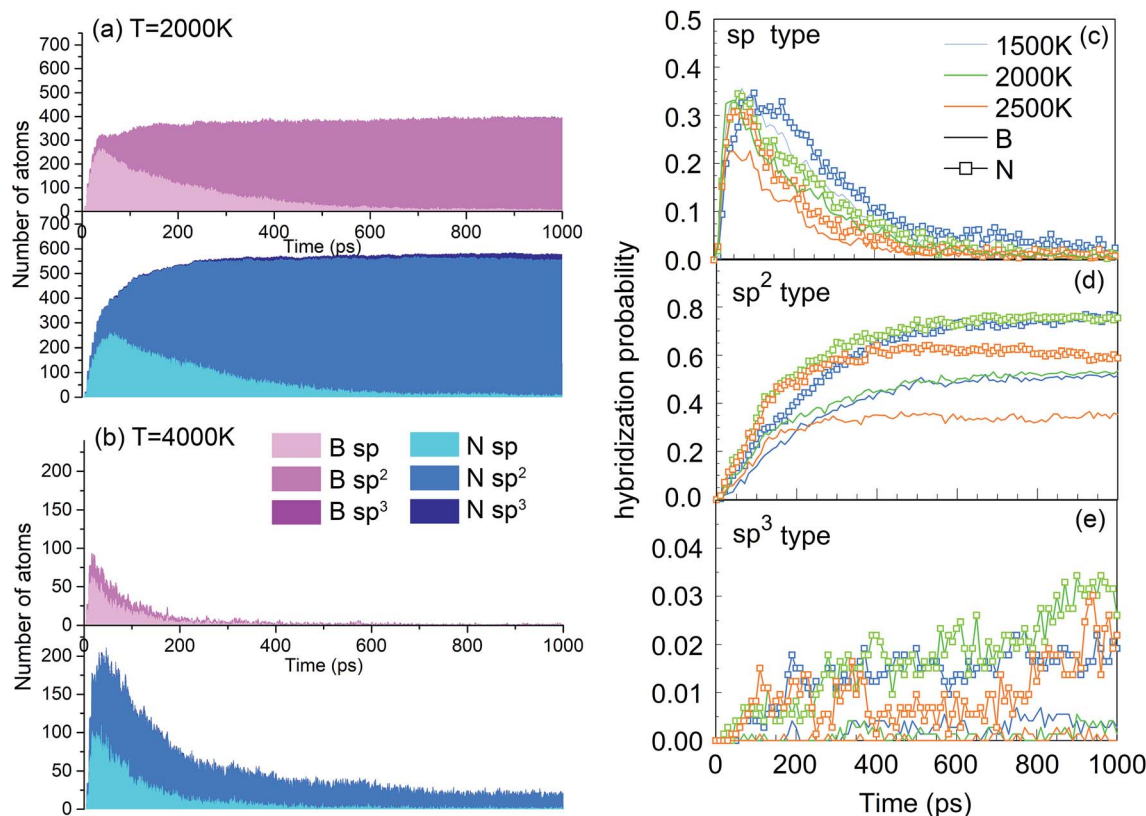 (a) T=2000K
Number of atoms
700
600
500
400
300
200
100
0
0 200 400 600 800 1000
Time (ps)
700
600
500
400
300
200
100
0
(b) T=4000K
B sp
B sp²
B sp³
N sp
N sp²
N sp³
Number of atoms
200
150
100
50
0
0 200 400 600 800 1000
Time (ps)
200
150
100
50
0
hybridization probability
sp type
(c)
1500K
2000K
2500K
B
N
0.5
0.4
0.3
0.2
0.1
0.0
sp² type
(d)
0.8
0.6
0.4
0.2
0.0
sp³ type
(e)
0.04
0.03
0.02
0.01
0.00
0 200 400 600 800 1000
Time (ps)